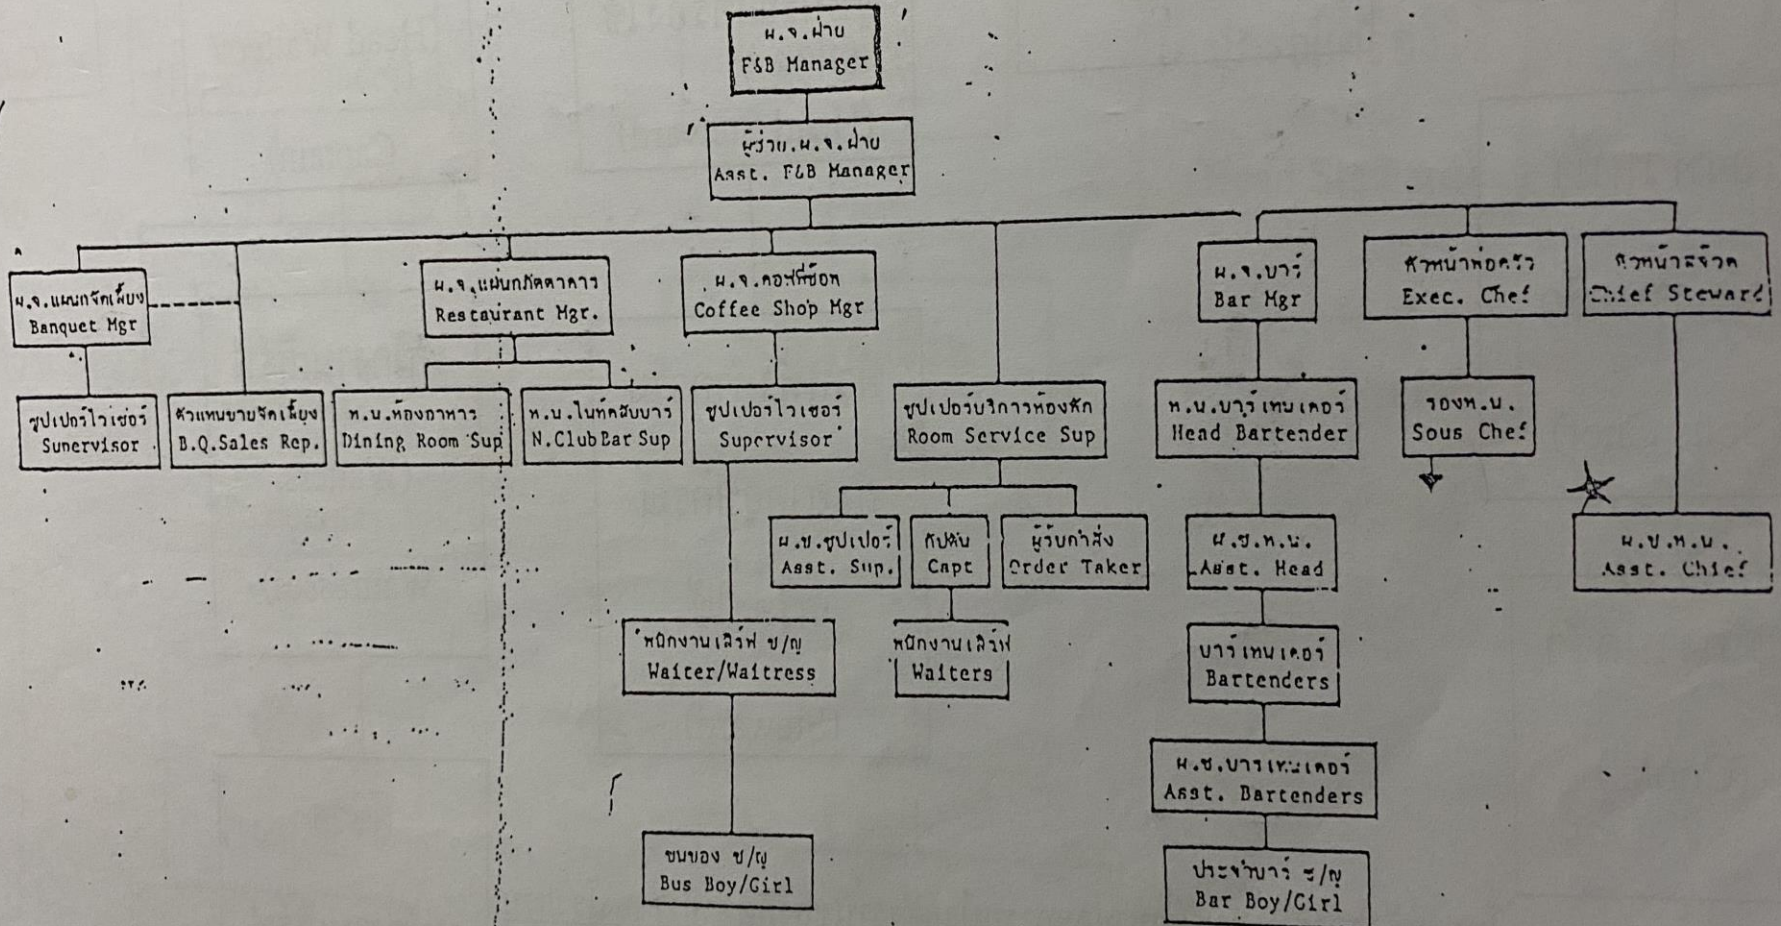 ผ.จ.ฝ่าย
F&B Manager
ผู้ช่วย.ผ.จ.ฝ่าย
Asst. F&B Manager
ผ.จ.แผนกจัดเลี้ยง
Banquet Mgr
ผ.จ.แผนกภัตตาคาร
Restaurant Mgr.
ผ.จ.คอฟฟี่ช็อพ
Coffee Shop Mgr
ผ.จ.บาร์
Bar Mgr
หัวหน้าพ่อครัว
Exec. Chef
หัวหน้าสจ๊วต
Chief Steward
ซูปเปอร์ไวเซ่อร์
Supervisor
ตัวแทนขายจัดเลี้ยง
B.Q.Sales Rep.
ห.น.ห้องอาหาร
Dining Room Sup
ห.น.ไนท์คลับบาร์
N.Club Bar Sup
ซูปเปอร์ไวเซอร์
Supervisor
ซูปเปอร์บริการห้องพัก
Room Service Sup
ห.น.บาร์เทนเดอร์
Head Bartender
รองห.น.
Sous Chef
ผ.ช.ซูปเปอร์
Asst. Sup.
กัปตัน
Capt
ผู้รับคำสั่ง
Order Taker
ผ.ช.ห.น.
Asst. Head
ผ.ช.ห.น.
Asst. Chief
พนักงานเสิร์ฟ ช/ญ
Waiter/Waitress
พนักงานเสิร์ฟ
Waiters
บาร์เทนเดอร์
Bartenders
ผ.ช.บาร์เทนเดอร์
Asst. Bartenders
ขนของ ช/ญ
Bus Boy/Girl
ประจำบาร์ ช/ญ
Bar Boy/Girl